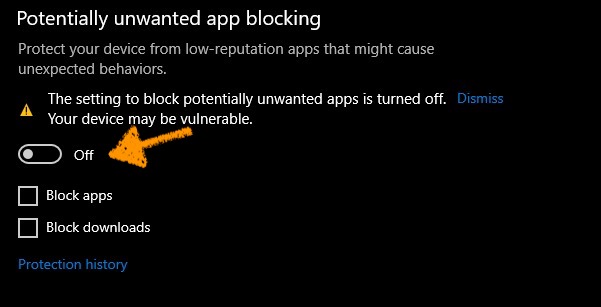 Potentially unwanted app blocking
Protect your device from low-reputation apps that might cause
unexpected behaviors.
The setting to block potentially unwanted apps is turned off. Dismiss
Your device may be vulnerable.
Off
Block apps
Block downloads
Protection history